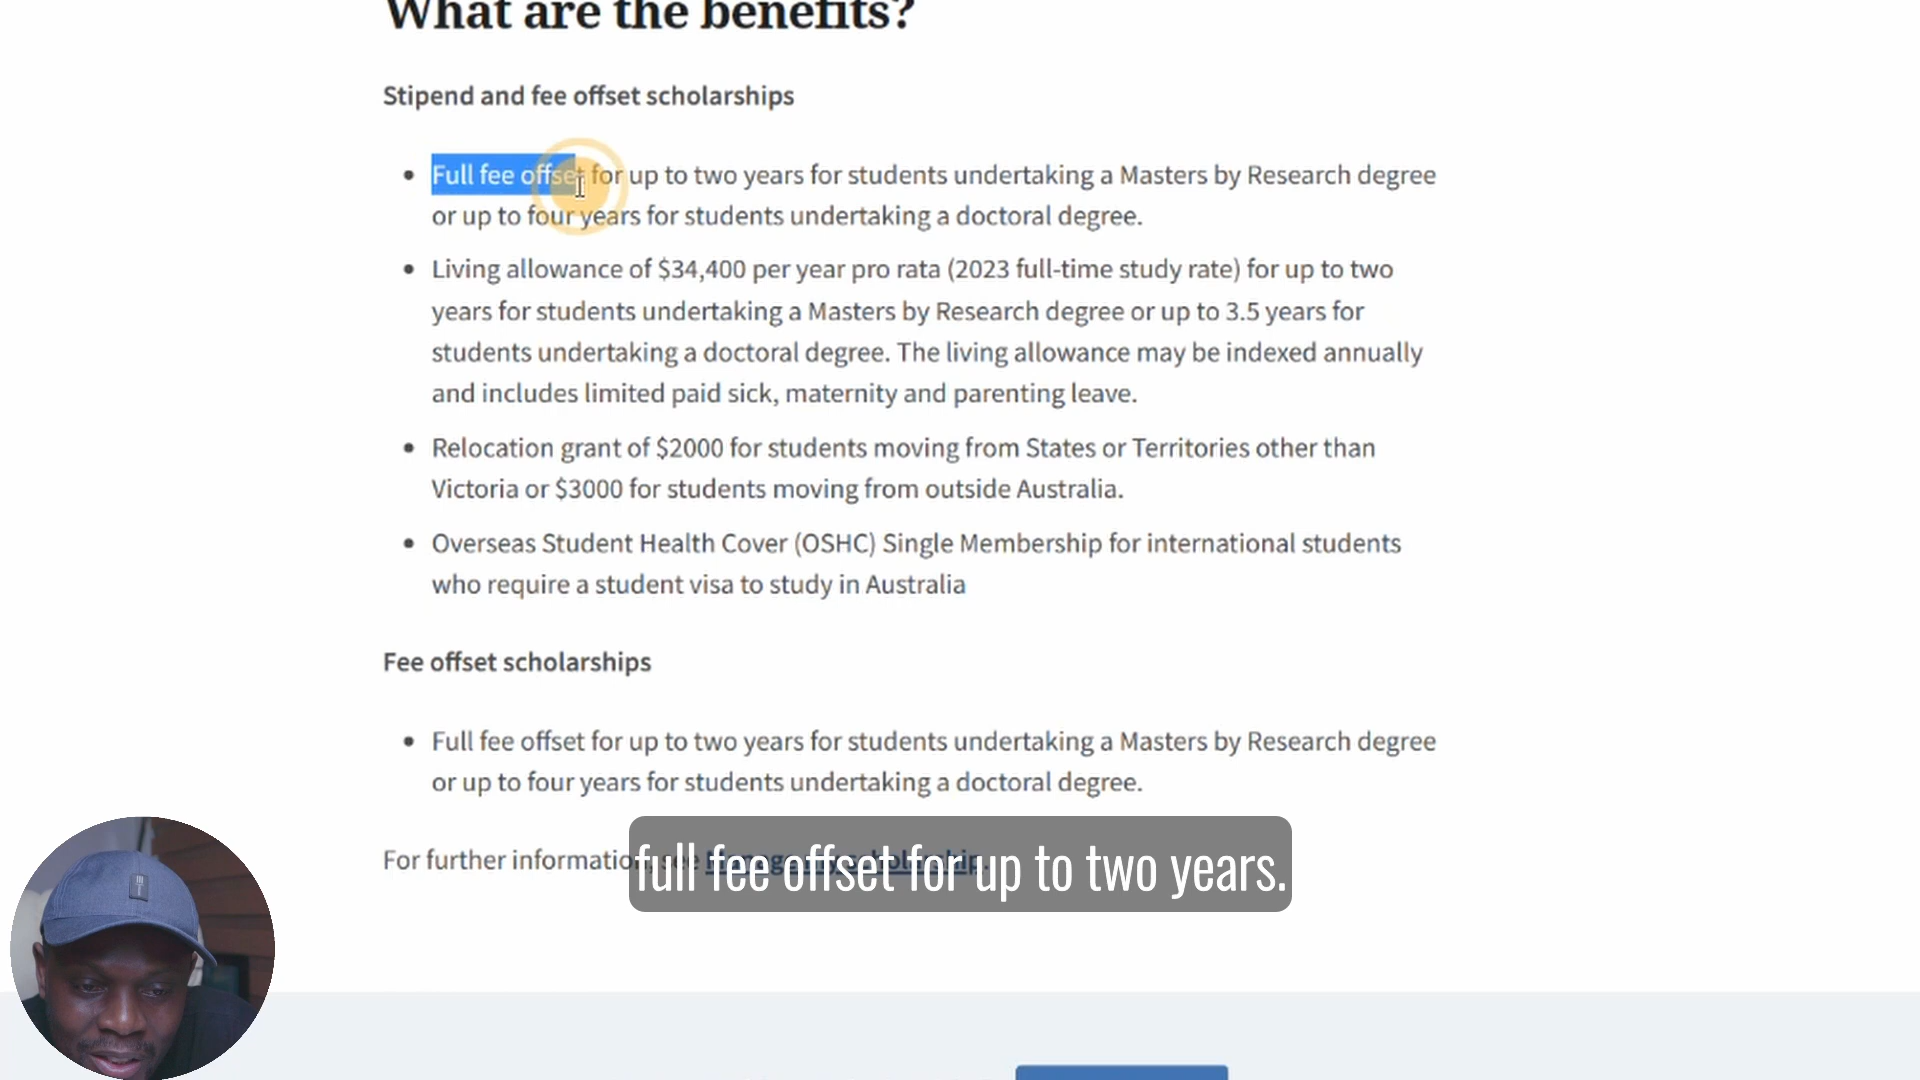 What are the benefits?
Stipend and fee offset scholarships
• Full fee offset for up to two years for students undertaking a Masters by Research degree
or up to four years for students undertaking a doctoral degree.
• Living allowance of $34,400 per year pro rata (2023 full-time study rate) for up to two
years for students undertaking a Masters by Research degree or up to 3.5 years for
students undertaking a doctoral degree. The living allowance may be indexed annually
and includes limited paid sick, maternity and parenting leave.
• Relocation grant of $2000 for students moving from States or Territories other than
Victoria or $3000 for students moving from outside Australia.
• Overseas Student Health Cover (OSHC) Single Membership for international students
who require a student visa to study in Australia
Fee offset scholarships
• Full fee offset for up to two years for students undertaking a Masters by Research degree
or up to four years for students undertaking a doctoral degree.
For further information, see
full fee offset for up to two years.